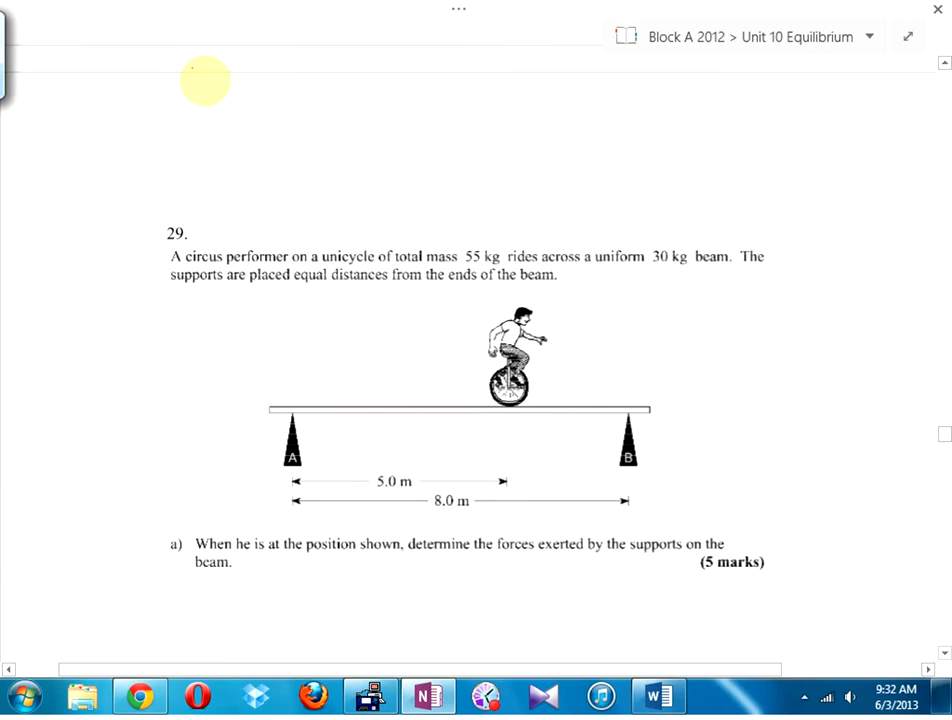 Block A 2012 > Unit 10 Equilibrium
29.
A circus performer on a unicycle of total mass 55 kg rides across a uniform 30 kg beam. The
supports are placed equal distances from the ends of the beam.
A
B
5.0 m
8.0 m
a) When he is at the position shown, determine the forces exerted by the supports on the
beam. (5 marks)
9:32 AM
6/3/2013